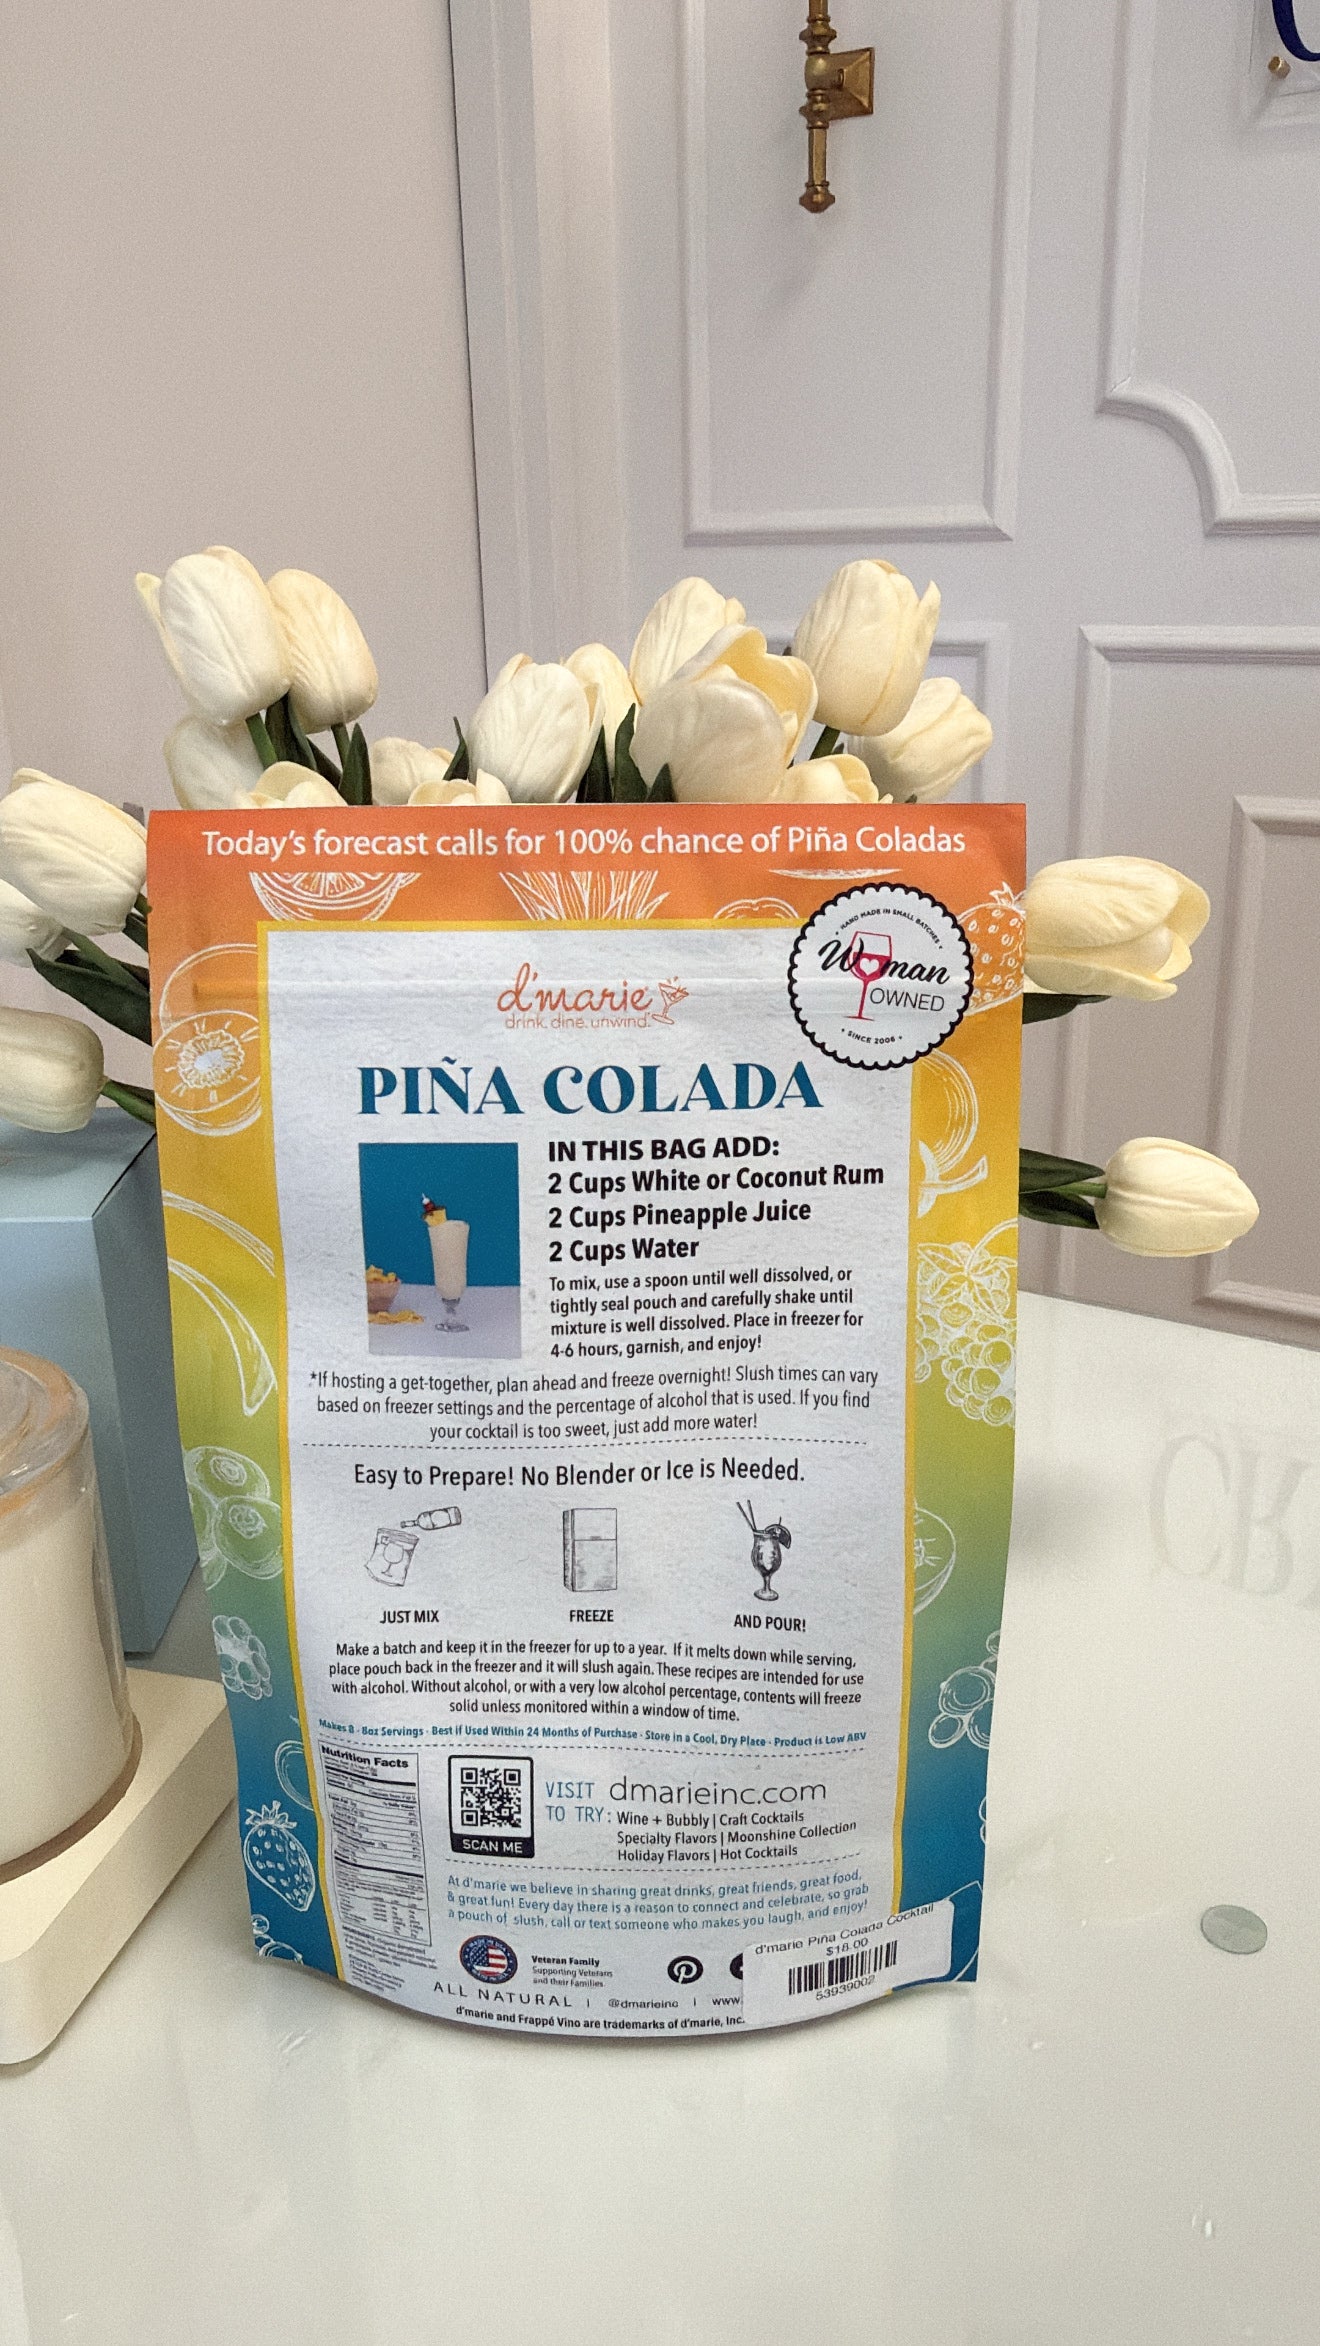 Today's forecast calls for 100% chance of Piña Coladas
HAND MADE IN SMALL BATCHES
Woman
OWNED
SINCE 2006
d'marie
drink. dine. unwind.
PIÑA COLADA
IN THIS BAG ADD:
2 Cups White or Coconut Rum
2 Cups Pineapple Juice
2 Cups Water
To mix, use a spoon until well dissolved, or
tightly seal pouch and carefully shake until
mixture is well dissolved. Place in freezer for
4-6 hours, garnish, and enjoy!
*If hosting a get-together, plan ahead and freeze overnight! Slush times can vary
based on freezer settings and the percentage of alcohol that is used. If you find
your cocktail is too sweet, just add more water!
Easy to Prepare! No Blender or Ice is Needed.
JUST MIX
FREEZE
AND POUR!
Make a batch and keep it in the freezer for up to a year. If it melts down while serving,
place pouch back in the freezer and it will slush again. These recipes are intended for use
with alcohol. Without alcohol, or with a very low alcohol percentage, contents will freeze
solid unless monitored within a window of time.
Makes 8 - 8oz Servings - Best if Used Within 24 Months of Purchase - Store in a Cool, Dry Place - Product is Low ABV
Nutrition Facts
SCAN ME
VISIT dmarieinc.com
TO TRY: Wine + Bubbly | Craft Cocktails
Specialty Flavors | Moonshine Collection
Holiday Flavors | Hot Cocktails
At d'marie we believe in sharing great drinks, great friends, great food,
& great fun! Every day there is a reason to connect and celebrate, so grab
a pouch of slush, call or text someone who makes you laugh, and enjoy!
Veteran Family
Supporting Veterans
and their Families
ALL NATURAL | @dmarieinc | www.
d'marie and Frappé Vino are trademarks of d'marie, Inc.
d'marie Piña Colada Cocktail
$18.00
53939002